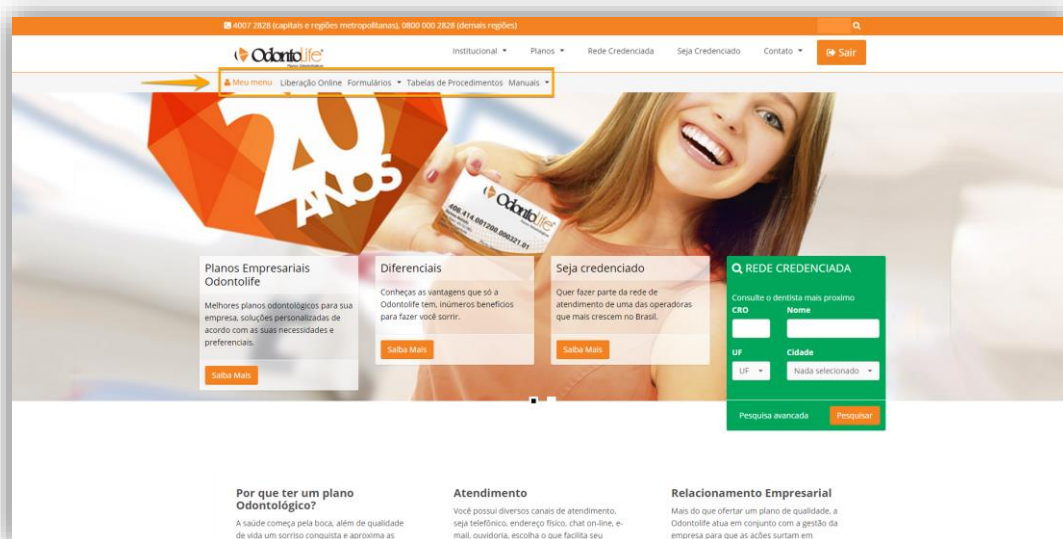 4007 2828 (capitais e regiões metropolitanas), 0800 000 2828 (demais regiões)
Odontolife
Institucional Planos Rede Credenciada Seja Credenciado Contato Sair
Meu menu Liberação Online Formulários Tabelas de Procedimentos Manuais
20
ANOS
Odontolife
406.414.001200.000321.01
Planos Empresariais
Odontolife
Melhores planos odontológicos para sua
empresa, soluções personalizadas de
acordo com as suas necessidades e
preferenciais.
Saiba Mais
Diferenciais
Conheças as vantagens que só a
Odontolife tem, inúmeros benefícios
para fazer você sorrir.
Saiba Mais
Seja credenciado
Quer fazer parte da rede de
atendimento de uma das operadoras
que mais crescem no Brasil.
Saiba Mais
REDE CREDENCIADA
Consulte o dentista mais proximo
CRO Nome
UF Cidade
UF Nada selecionado
Pesquisa avancada Pesquisar
Por que ter um plano
Odontológico?
A saúde começa pela boca, além de qualidade
de vida um sorriso conquista e aproxima as
Atendimento
Você possui diversos canais de atendimento,
seja telefônico, endereço físico, chat on-line, e-
mail, ouvidoria, escolha o que facilita seu
Relacionamento Empresarial
Mais do que ofertar um plano de qualidade, a
Odontolife atua em conjunto com a gestão da
empresa para que as ações surtam em